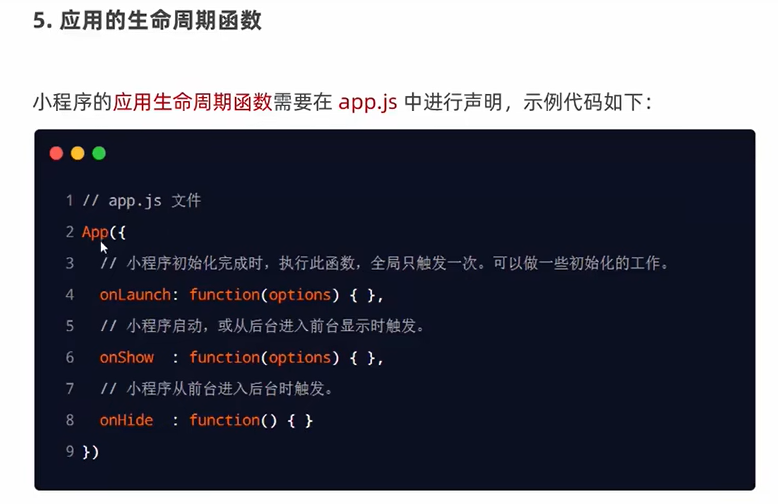 5. 应用的生命周期函数
小程序的应用生命周期函数需要在 app.js 中进行声明，示例代码如下：
1 // app.js 文件
2 App({
3 // 小程序初始化完成时，执行此函数，全局只触发一次。可以做一些初始化的工作。
4 onLaunch: function(options) { },
5 // 小程序启动，或从后台进入前台显示时触发。
6 onShow : function(options) { },
7 // 小程序从前台进入后台时触发。
8 onHide : function() { }
9 })